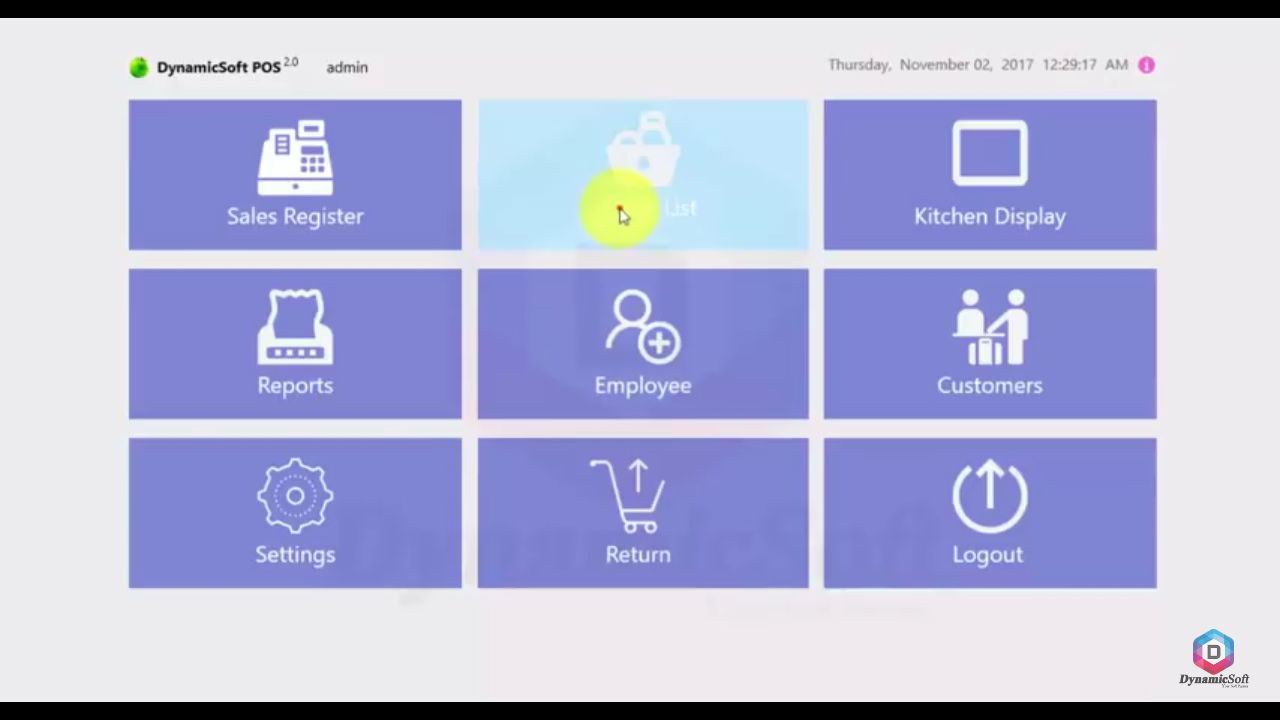 DynamicSoft POS 2.0 admin
Thursday, November 02, 2017 12:29:17 AM
Sales Register
List
Kitchen Display
Reports
Employee
Customers
Settings
Return
Logout
DynamicSoft
D
DynamicSoft